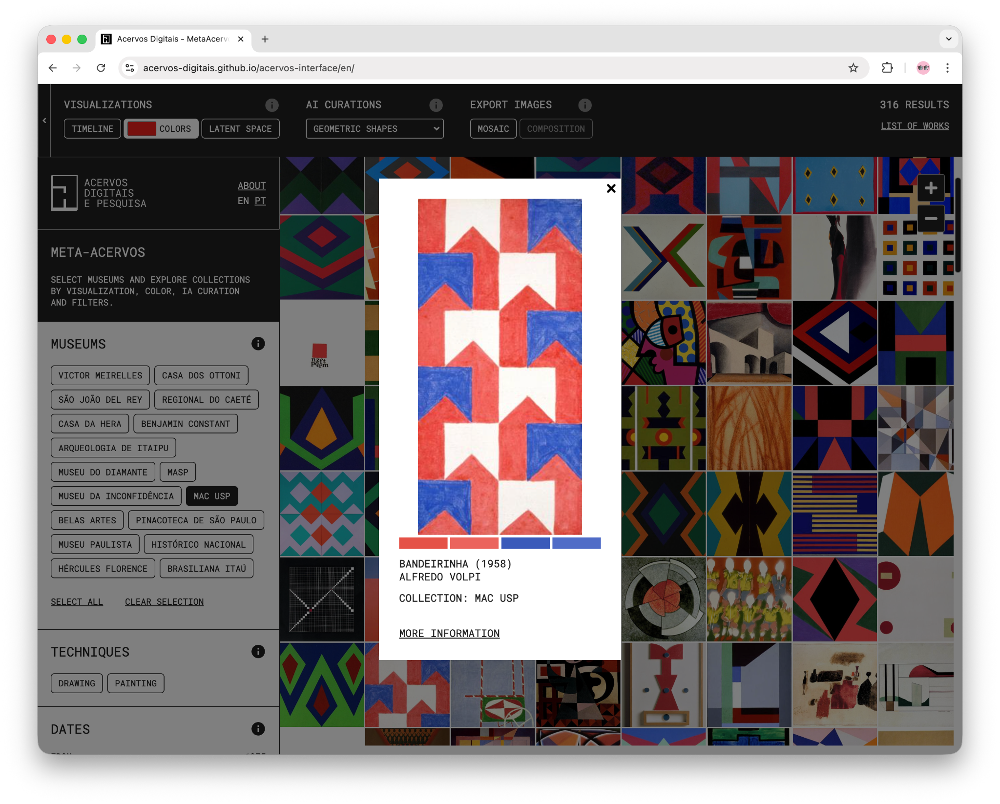 Acervos Digitais - MetaAcerv
acervos-digitais.github.io/acervos-interface/en/
VISUALIZATIONS
TIMELINE
COLORS
LATENT SPACE
AI CURATIONS
GEOMETRIC SHAPES
EXPORT IMAGES
MOSAIC
COMPOSITION
316 RESULTS
LIST OF WORKS
ACERVOS
DIGITAIS
E PESQUISA
ABOUT
EN PT
META-ACERVOS
SELECT MUSEUMS AND EXPLORE COLLECTIONS
BY VISUALIZATION, COLOR, IA CURATION
AND FILTERS.
MUSEUMS
VICTOR MEIRELLES
CASA DOS OTTONI
SÃO JOÃO DEL REY
REGIONAL DO CAETÉ
CASA DA HERA
BENJAMIN CONSTANT
ARQUEOLOGIA DE ITAIPU
MUSEU DO DIAMANTE
MASP
MUSEU DA INCONFIDÊNCIA
MAC USP
BELAS ARTES
PINACOTECA DE SÃO PAULO
MUSEU PAULISTA
HISTÓRICO NACIONAL
HÉRCULES FLORENCE
BRASILIANA ITAÚ
SELECT ALL
CLEAR SELECTION
TECHNIQUES
DRAWING
PAINTING
DATES
nzft
pqrm
BANDEIRINHA (1958)
ALFREDO VOLPI
COLLECTION: MAC USP
MORE INFORMATION